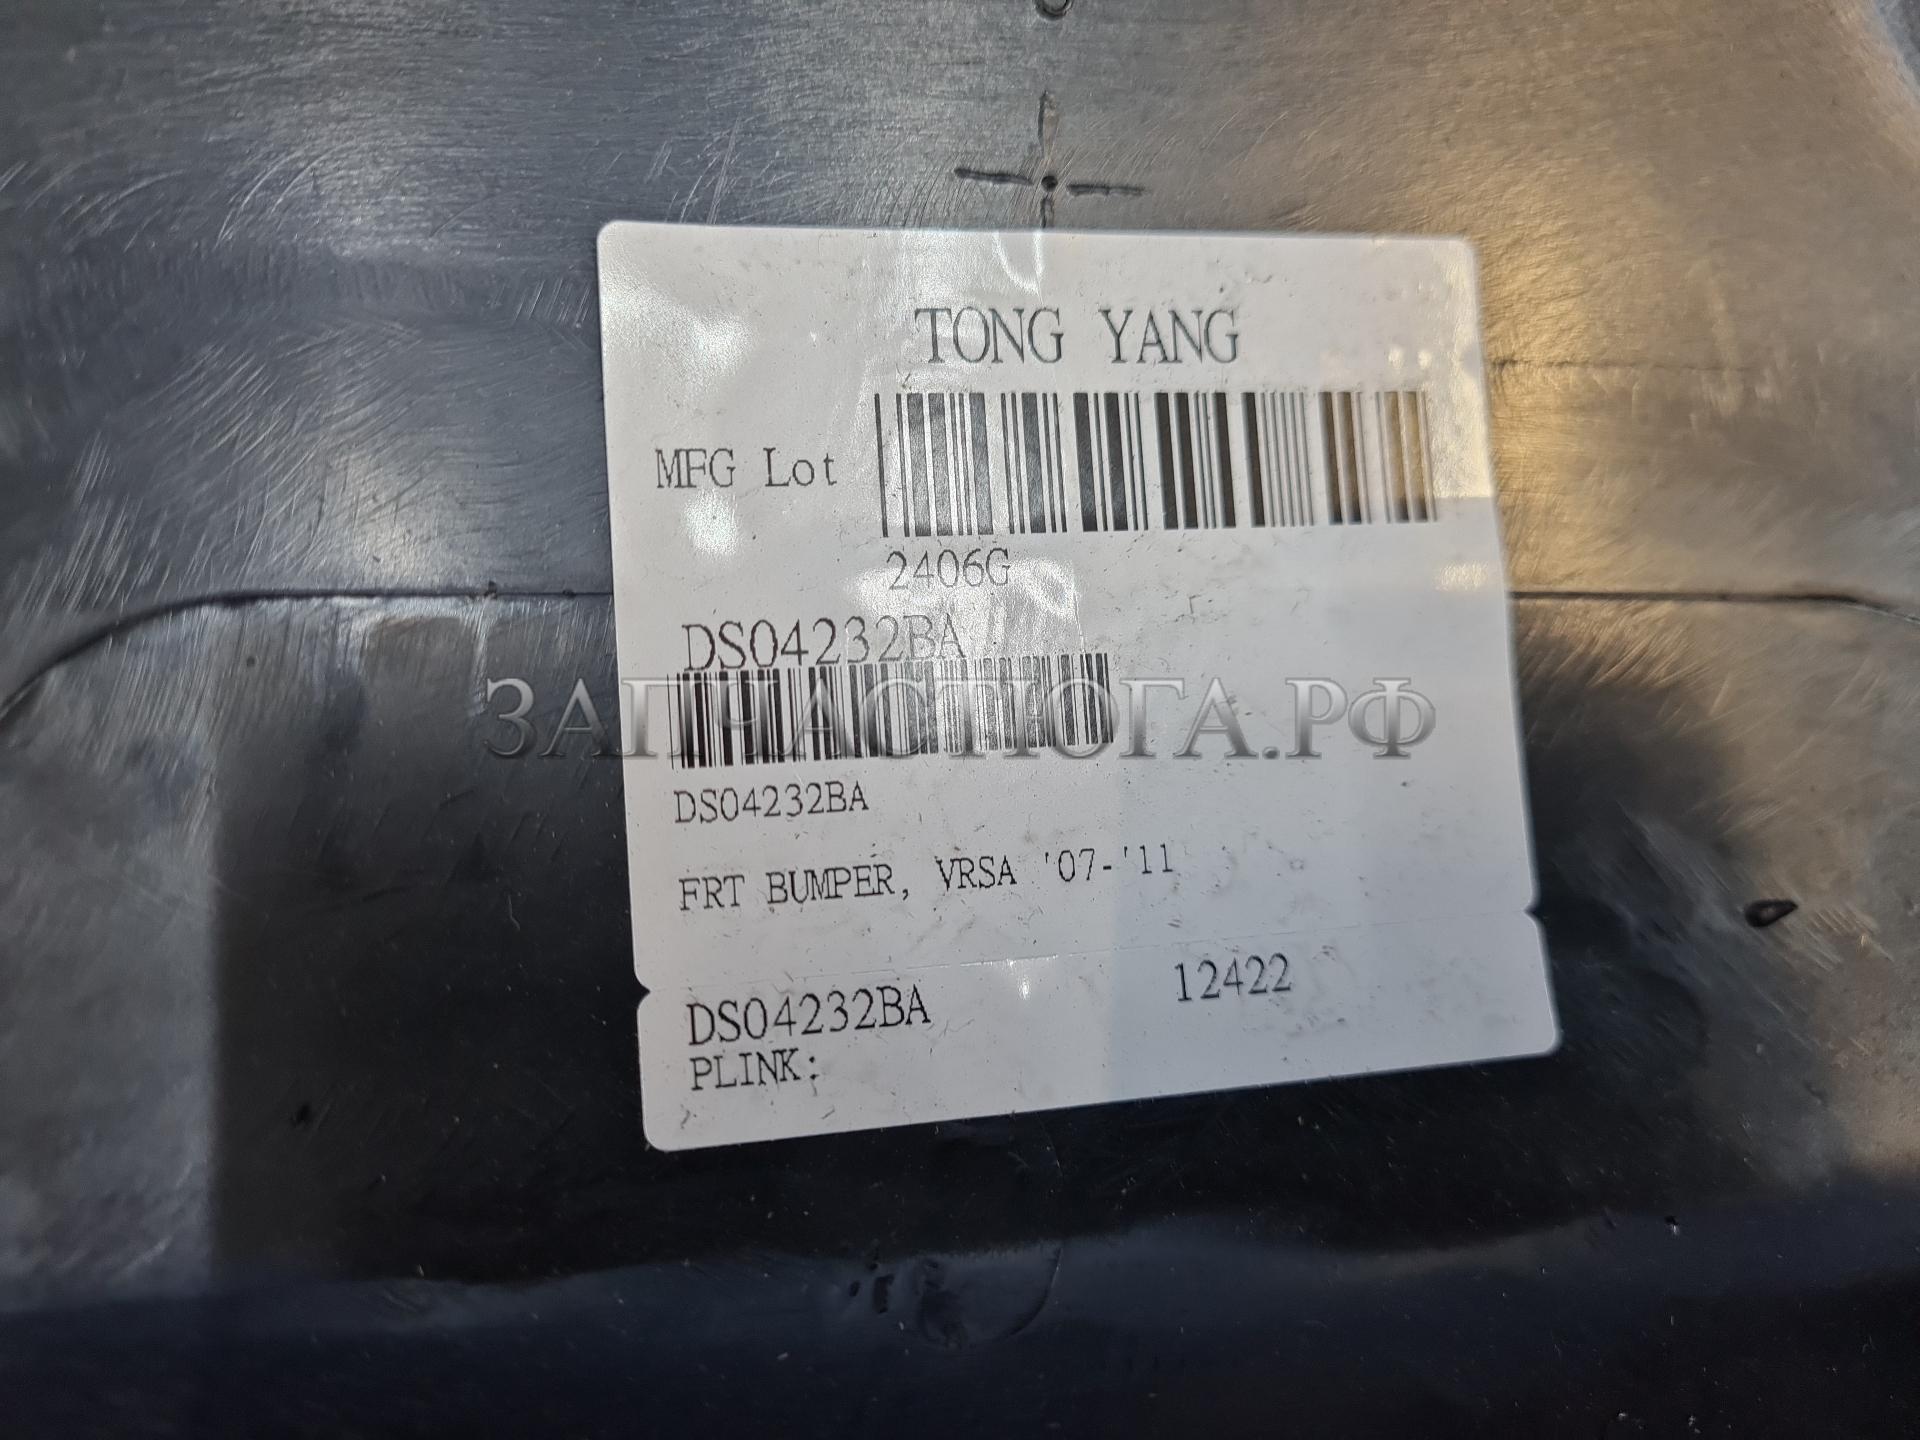 TONG YANG
MFG Lot
2406G
DS04232BA
ЗАПЧАСТЮГА.РФ
DS04232BA
FRT BUMPER, VRSA '07-'11
DS04232BA 12422
PLINK: